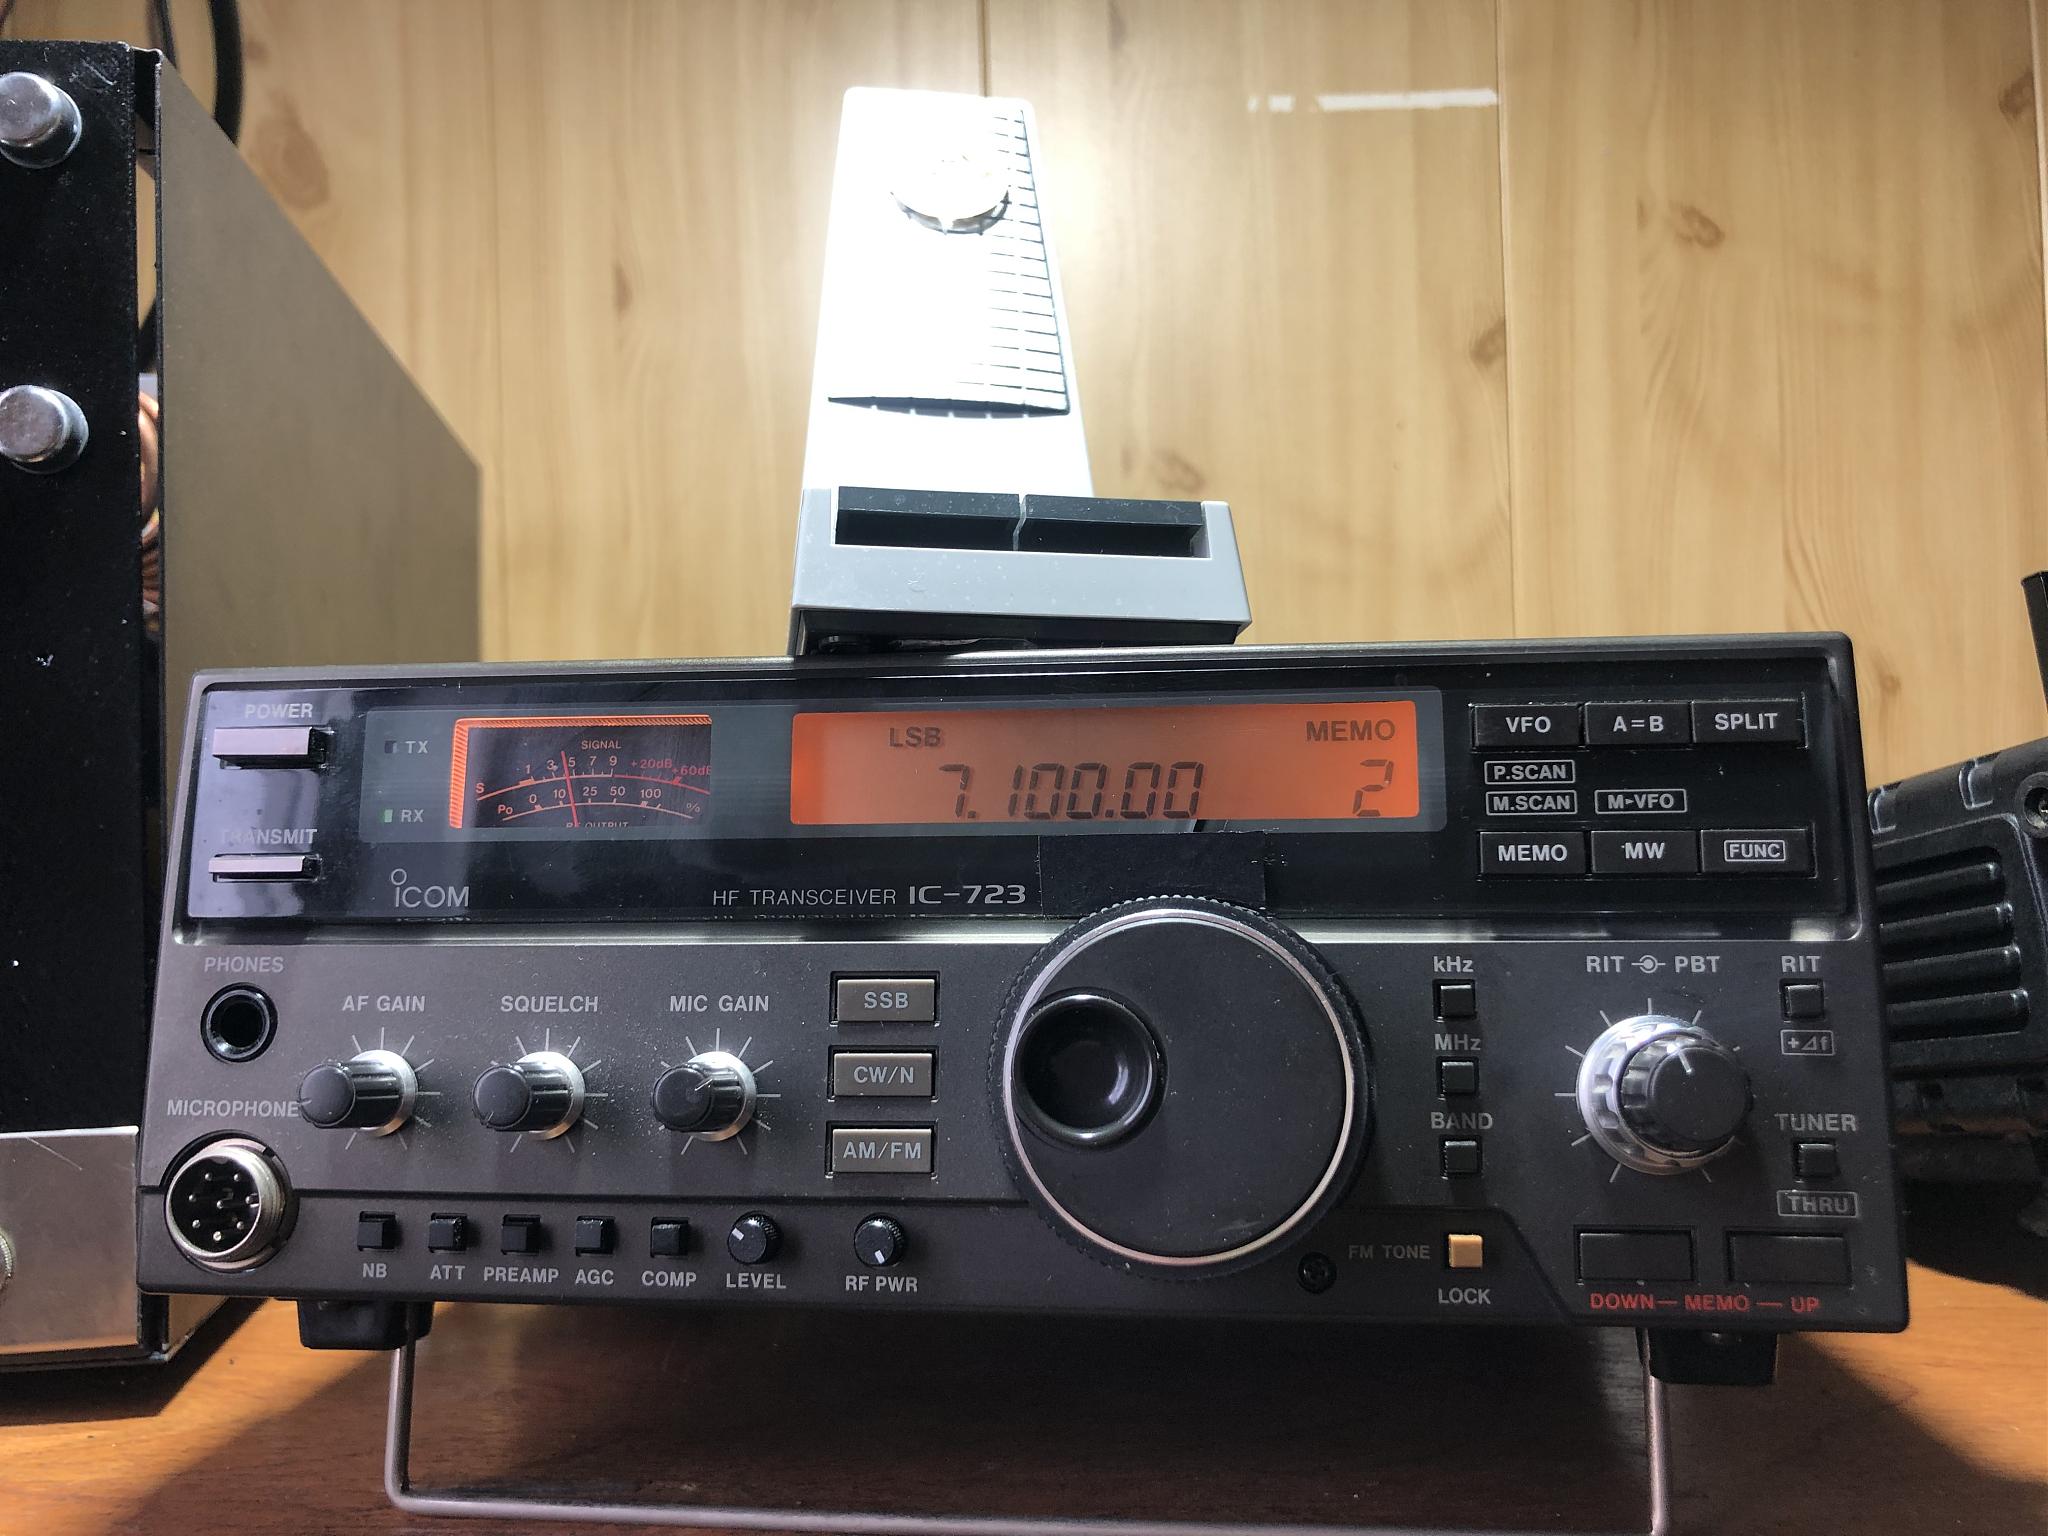 POWER
TX
RX
TRANSMIT
SIGNAL
S 1 3 5 7 9 +20dB +60dB
Po 0 10 25 50 100 %
RF OUTPUT
LSB
MEMO
7.100.00
2
VFO
A=B
SPLIT
P.SCAN
M.SCAN
M▸VFO
MEMO
MW
FUNC
ICOM
HF TRANSCEIVER IC-723
PHONES
AF GAIN
SQUELCH
MIC GAIN
MICROPHONE
SSB
CW/N
AM/FM
kHz
MHz
BAND
RIT PBT
RIT
+⊿f
TUNER
THRU
NB
ATT
PREAMP
AGC
COMP
LEVEL
RF PWR
FM TONE
LOCK
DOWN — MEMO — UP